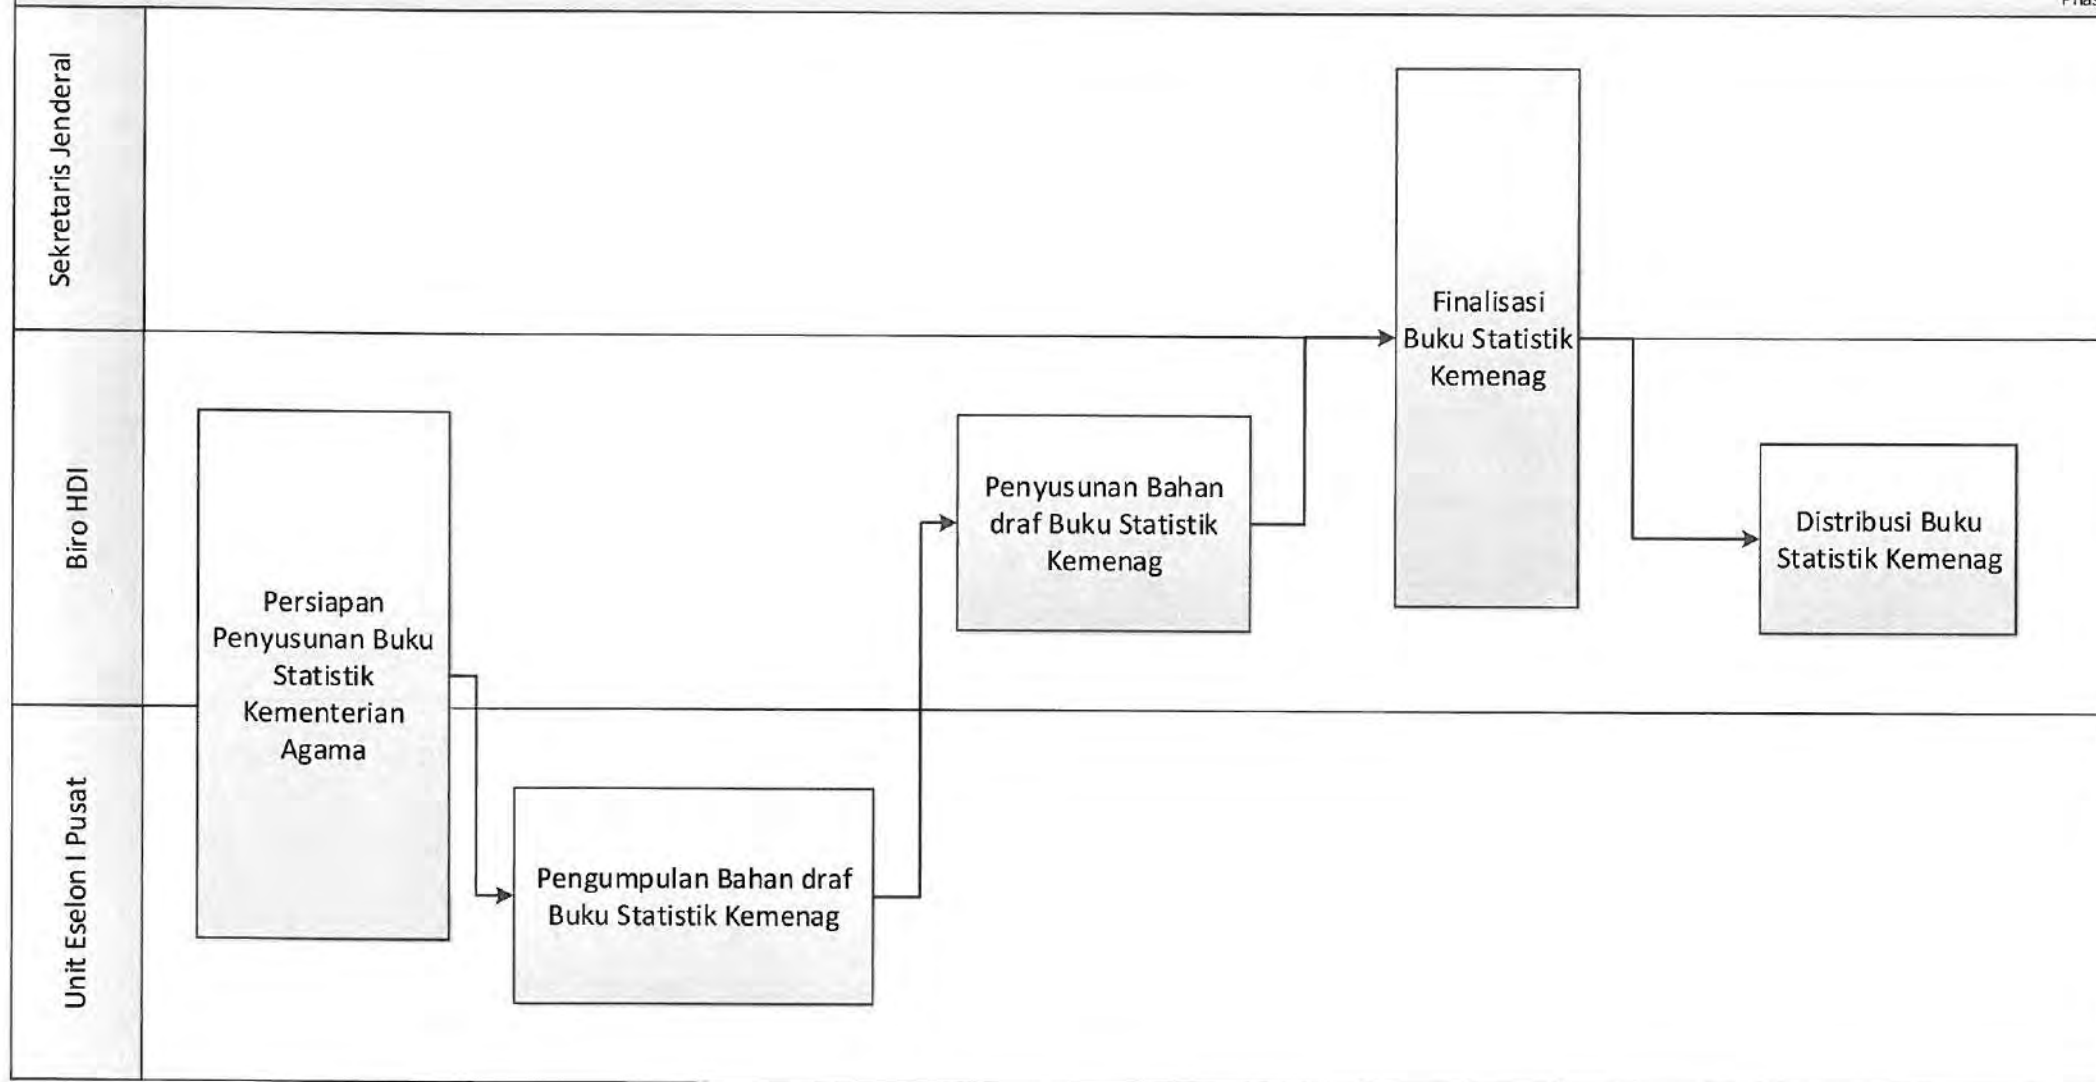 Sekretaris Jenderal
Finalisasi
Buku Statistik
Kemenag
Biro HDI
Persiapan
Penyusunan Buku
Statistik
Kementerian
Agama
Penyusunan Bahan
draf Buku Statistik
Kemenag
Distribusi Buku
Statistik Kemenag
Unit Eselon I Pusat
Pengumpulan Bahan draf
Buku Statistik Kemenag